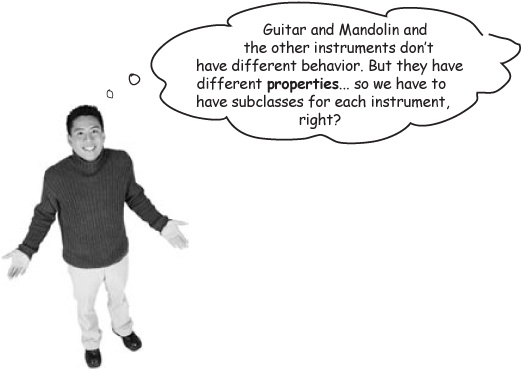 Guitar and Mandolin and
the other instruments don't
have different behavior. But they have
different properties... so we have to
have subclasses for each instrument,
right?